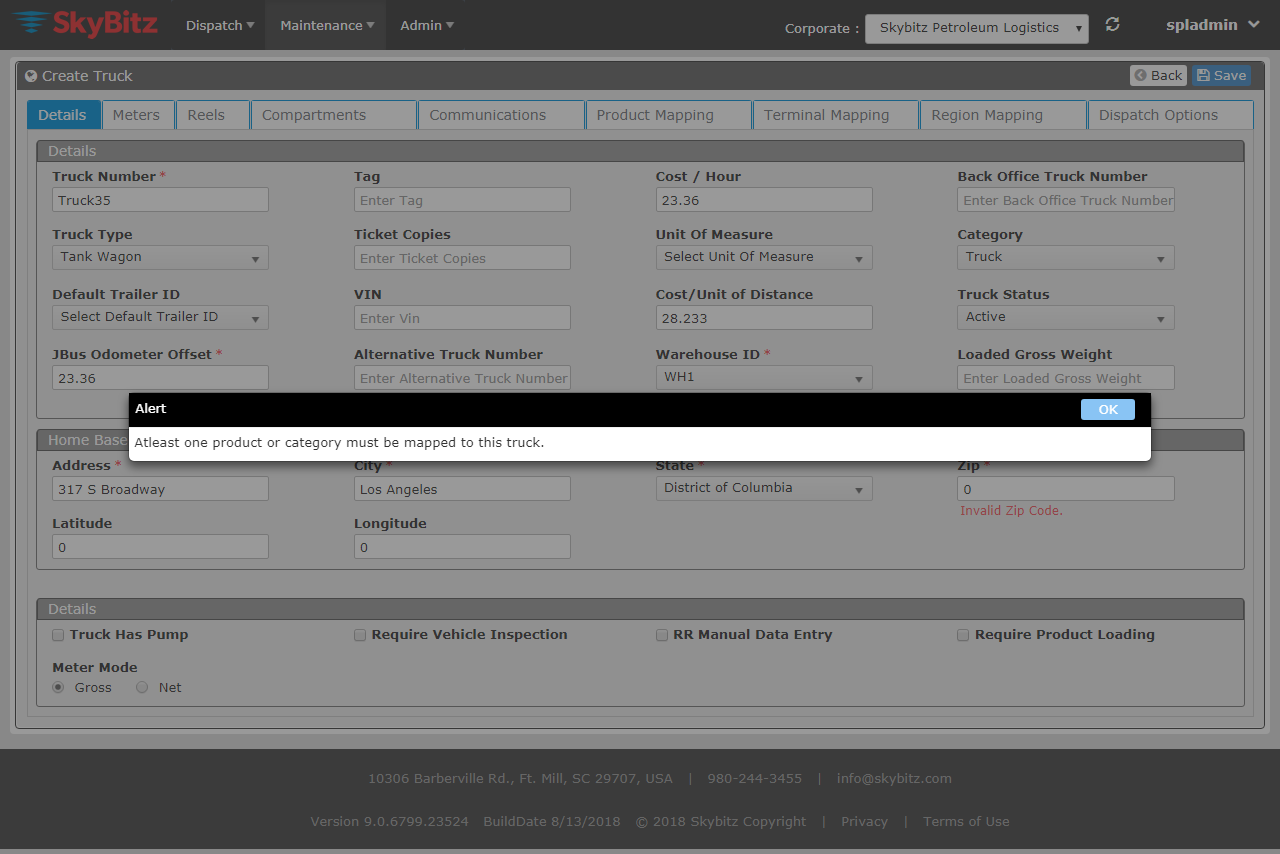 SkyBitz Dispatch Maintenance Admin Corporate : Skybitz Petroleum Logistics spladmin
Create Truck Back Save
Details Meters Reels Compartments Communications Product Mapping Terminal Mapping Region Mapping Dispatch Options
Details
Truck Number * Tag Cost / Hour Back Office Truck Number
Truck35 Enter Tag 23.36 Enter Back Office Truck Number
Truck Type Ticket Copies Unit Of Measure Category
Tank Wagon Enter Ticket Copies Select Unit Of Measure Truck
Default Trailer ID VIN Cost/Unit of Distance Truck Status
Select Default Trailer ID Enter Vin 28.233 Active
JBus Odometer Offset * Alternative Truck Number Warehouse ID * Loaded Gross Weight
23.36 Enter Alternative Truck Number WH1 Enter Loaded Gross Weight
Alert OK
Atleast one product or category must be mapped to this truck.
Home Base
Address * City * State * Zip *
317 S Broadway Los Angeles District of Columbia 0
Invalid Zip Code.
Latitude Longitude
0 0
Details
Truck Has Pump Require Vehicle Inspection RR Manual Data Entry Require Product Loading
Meter Mode
Gross Net
10306 Barberville Rd., Ft. Mill, SC 29707, USA | 980-244-3455 | info@skybitz.com
Version 9.0.6799.23524 BuildDate 8/13/2018 © 2018 Skybitz Copyright | Privacy | Terms of Use